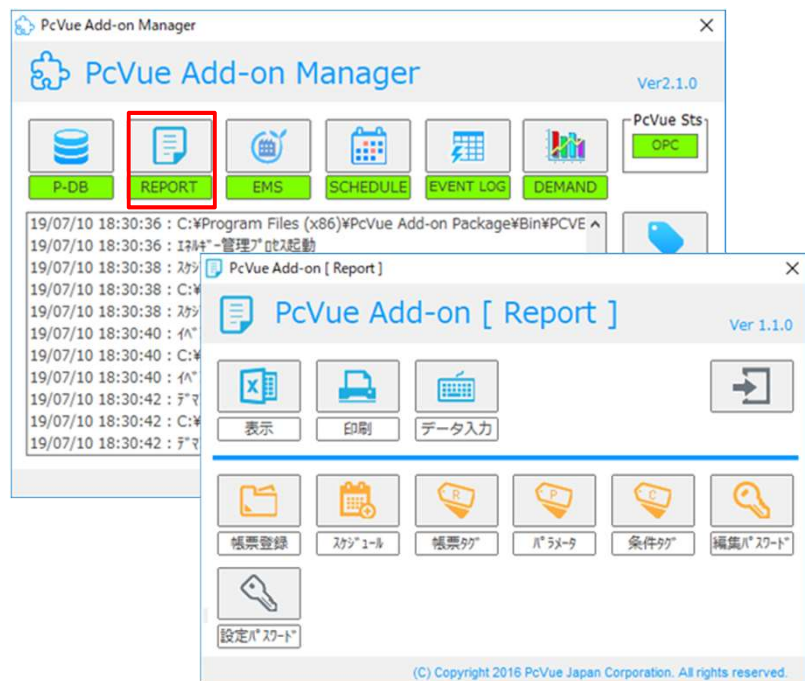 PcVue Add-on Manager
PcVue Add-on Manager
Ver2.1.0
PcVue Sts
OPC
P-DB
REPORT
EMS
SCHEDULE
EVENT LOG
DEMAND
19/07/10 18:30:36 : C:¥Program Files (x86)¥PcVue Add-on Package¥Bin¥PCVE
19/07/10 18:30:36 : ｴﾈﾙｷﾞｰ管理ﾌﾟﾛｾｽ起動
19/07/10 18:30:38 : ｽｹｼﾞ
19/07/10 18:30:38 : C:¥
19/07/10 18:30:38 : ｽｹｼﾞ
19/07/10 18:30:40 : ｲﾍﾞ
19/07/10 18:30:40 : C:¥
19/07/10 18:30:40 : ｲﾍﾞ
19/07/10 18:30:42 : ﾃﾞﾏ
19/07/10 18:30:42 : C:¥
19/07/10 18:30:42 : ﾃﾞﾏ
PcVue Add-on [ Report ]
PcVue Add-on [ Report ]
Ver 1.1.0
表示
印刷
データ入力
R
P
C
帳票登録
ｽｹｼﾞｭｰﾙ
帳票ﾀｸﾞ
ﾊﾟﾗﾒｰﾀ
条件ﾀｸﾞ
編集ﾊﾟｽﾜｰﾄﾞ
設定ﾊﾟｽﾜｰﾄﾞ
(C) Copyright 2016 PcVue Japan Corporation. All rights reserved.